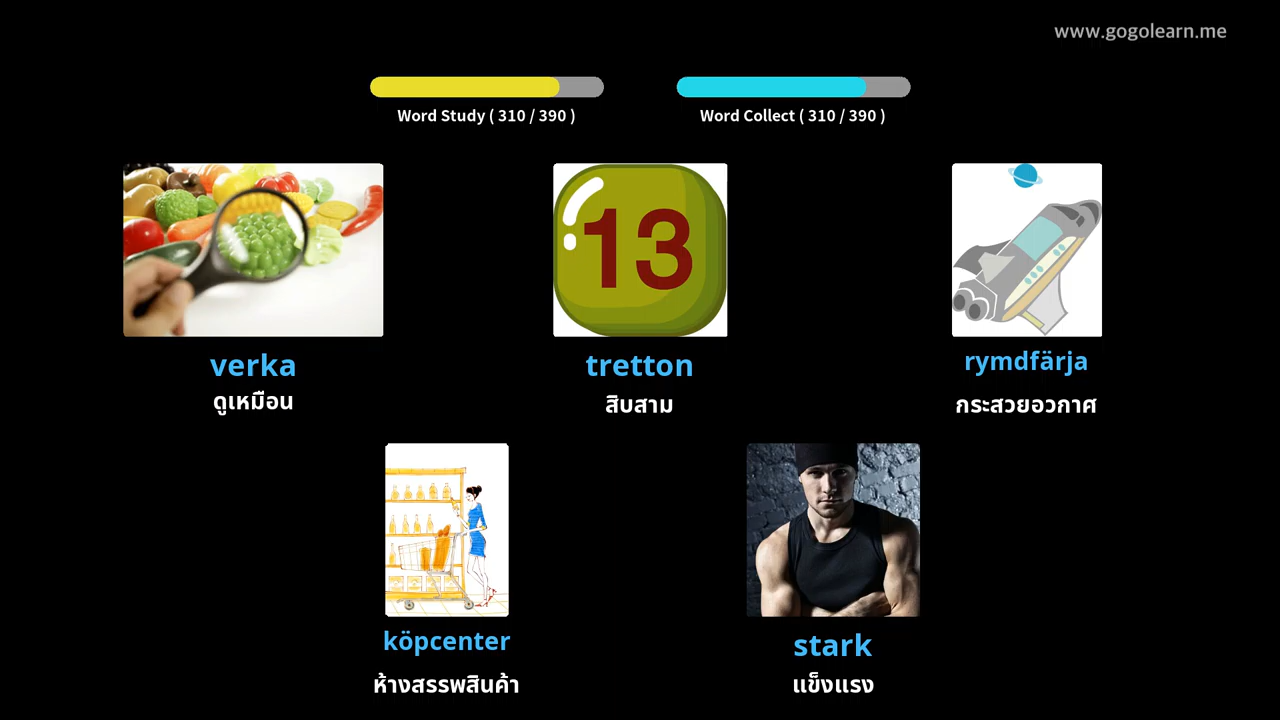 www.gogolearn.me
Word Study ( 310 / 390 )
Word Collect ( 310 / 390 )
13
verka
ดูเหมือน
tretton
สิบสาม
rymdfärja
กระสวยอวกาศ
köpcenter
ห้างสรรพสินค้า
stark
แข็งแรง